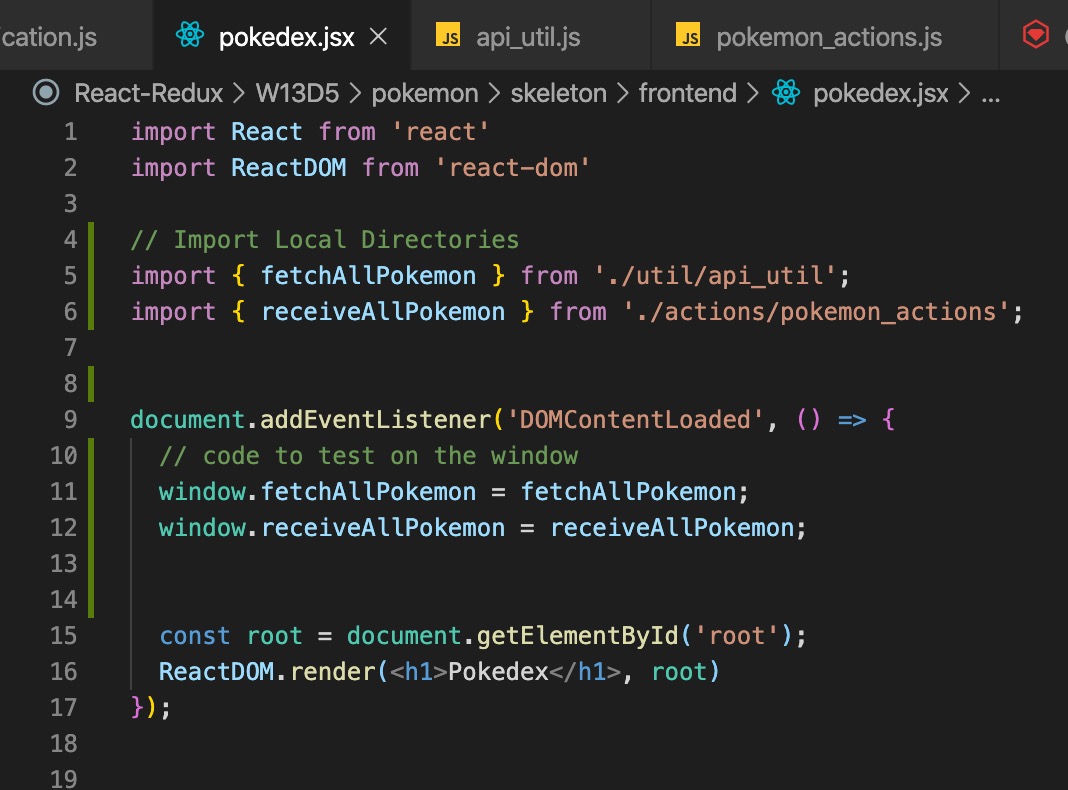 cation.js pokedex.jsx JS api_util.js JS pokemon_actions.js
React-Redux > W13D5 > pokemon > skeleton > frontend > pokedex.jsx > ...
1 import React from 'react'
2 import ReactDOM from 'react-dom'
3
4 // Import Local Directories
5 import { fetchAllPokemon } from './util/api_util';
6 import { receiveAllPokemon } from './actions/pokemon_actions';
7
8
9 document.addEventListener('DOMContentLoaded', () => {
10 // code to test on the window
11 window.fetchAllPokemon = fetchAllPokemon;
12 window.receiveAllPokemon = receiveAllPokemon;
13
14
15 const root = document.getElementById('root');
16 ReactDOM.render(<h1>Pokedex</h1>, root)
17 });
18
19